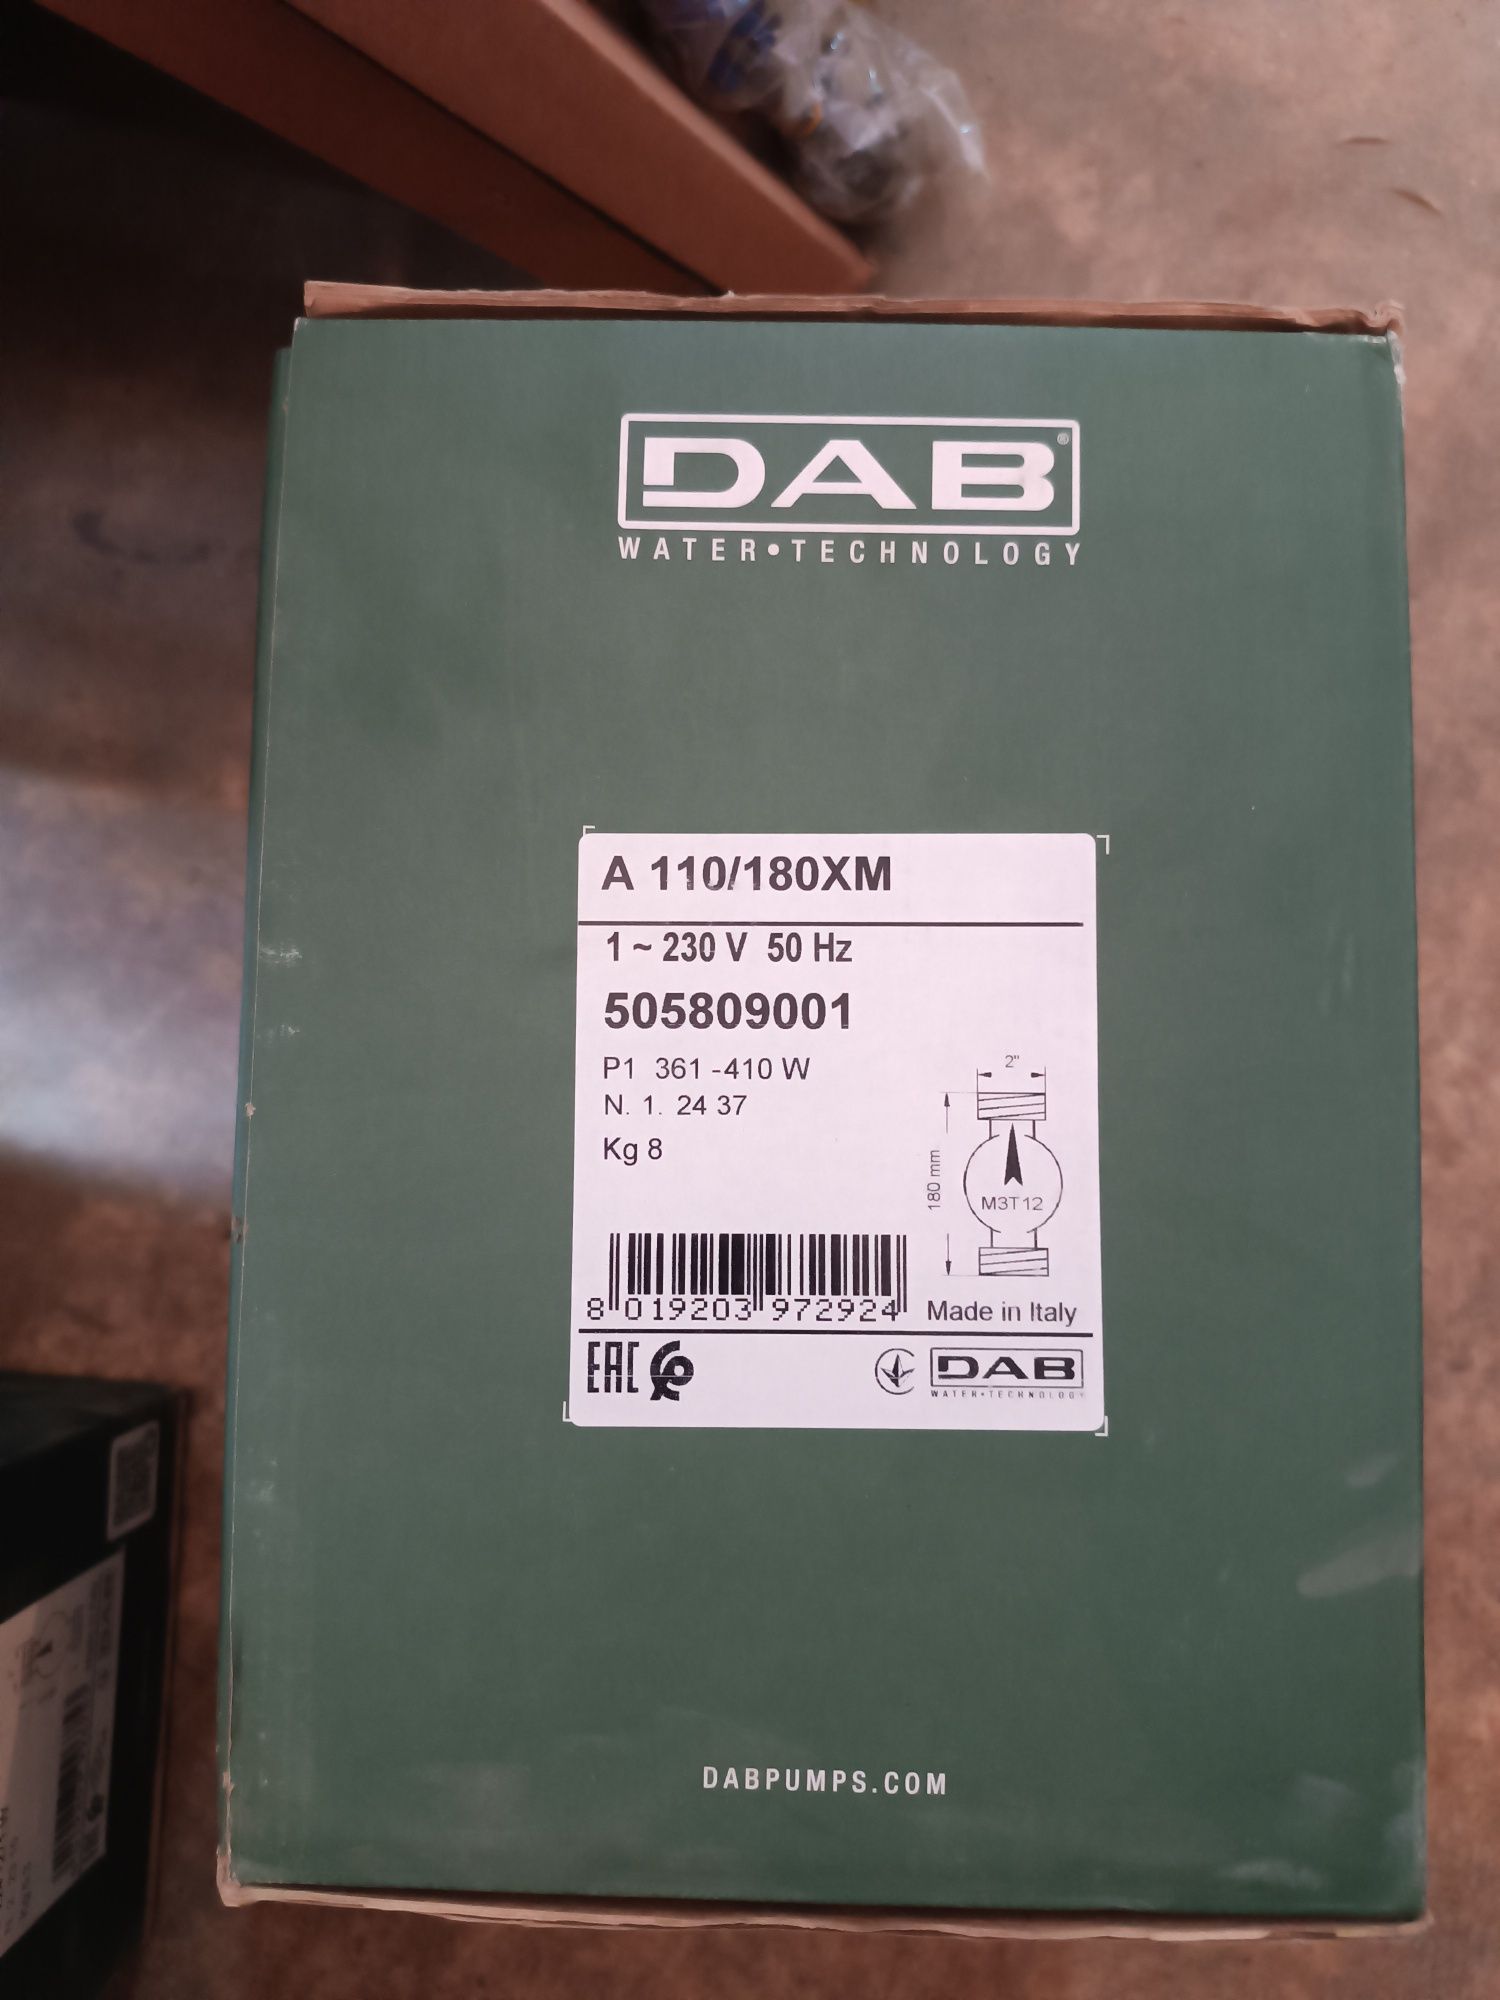 DAB®
WATER•TECHNOLOGY
A 110/180XM
1 ~ 230 V 50 Hz
505809001
P1 361-410 W
N. 1. 24 37
Kg 8
2"
180 mm
M3T12
8 019203 972924
Made in Italy
EAC
DAB
WATER•TECHNOLOGY
DABPUMPS.COM